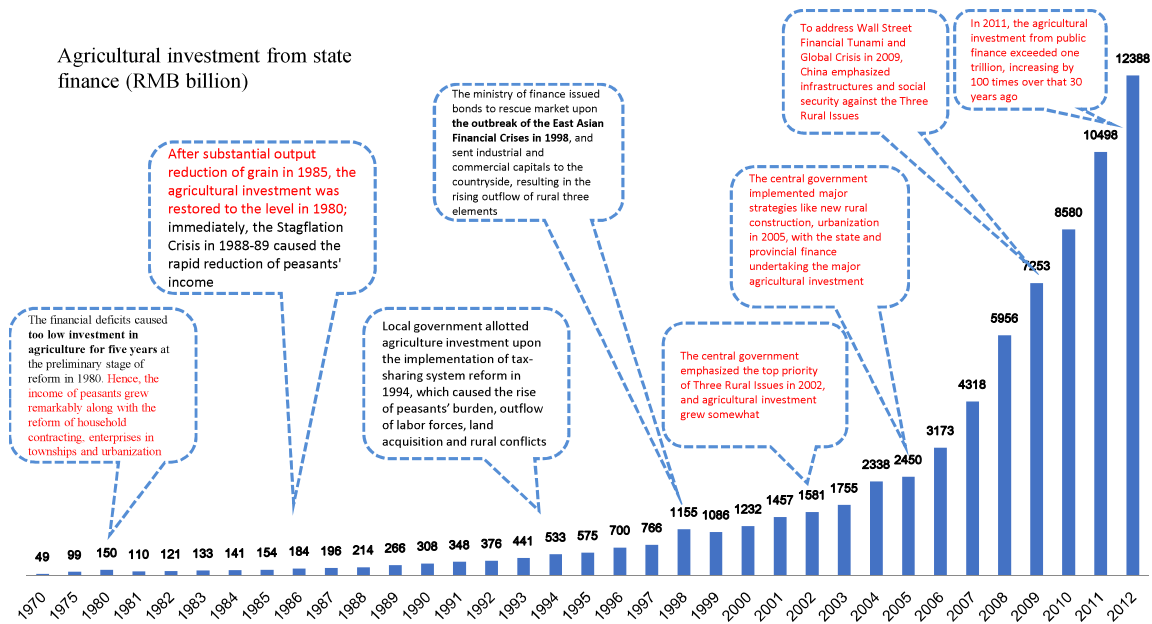 Agricultural investment from state
finance (RMB billion)
The financial deficits caused
too low investment in
agriculture for five years at
the preliminary stage of
reform in 1980. Hence, the
income of peasants grew
remarkably along with the
reform of household
contracting. enterprises in
townships and urbanization
After substantial output
reduction of grain in 1985, the
agricultural investment was
restored to the level in 1980;
immediately, the Stagflation
Crisis in 1988-89 caused the
rapid reduction of peasants'
income
Local government allotted
agriculture investment upon
the implementation of tax-
sharing system reform in
1994, which caused the rise
of peasants’ burden, outflow
of labor forces, land
acquisition and rural conflicts
The ministry of finance issued
bonds to rescue market upon
the outbreak of the East Asian
Financial Crises in 1998, and
sent industrial and
commercial capitals to the
countryside, resulting in the
rising outflow of rural three
elements
The central government
emphasized the top priority
of Three Rural Issues in 2002,
and agricultural investment
grew somewhat
The central government
implemented major
strategies like new rural
construction, urbanization
in 2005, with the state and
provincial finance
undertaking the major
agricultural investment
To address Wall Street
Financial Tunami and
Global Crisis in 2009,
China emphasized
infrastructures and social
security against the Three
Rural Issues
In 2011, the agricultural
investment from public
finance exceeded one
trillion, increasing by
100 times over that 30
years ago
49 99 150 110 121 133 141 154 184 196 214 266 308 348 376 441 533 575 700 766 1155 1086 1232 1457 1581 1755 2338 2450 3173 4318 5956 7253 8580 10498 12388
1970 1975 1980 1981 1982 1983 1984 1985 1986 1987 1988 1989 1990 1991 1992 1993 1994 1995 1996 1997 1998 1999 2000 2001 2002 2003 2004 2005 2006 2007 2008 2009 2010 2011 2012